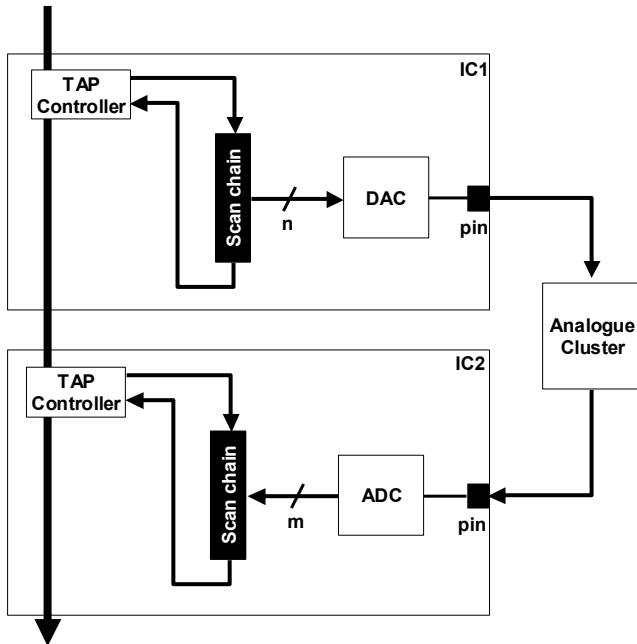 IC1
TAP
Controller
Scan chain
n
DAC
pin
Analogue
Cluster
IC2
TAP
Controller
Scan chain
m
ADC
pin